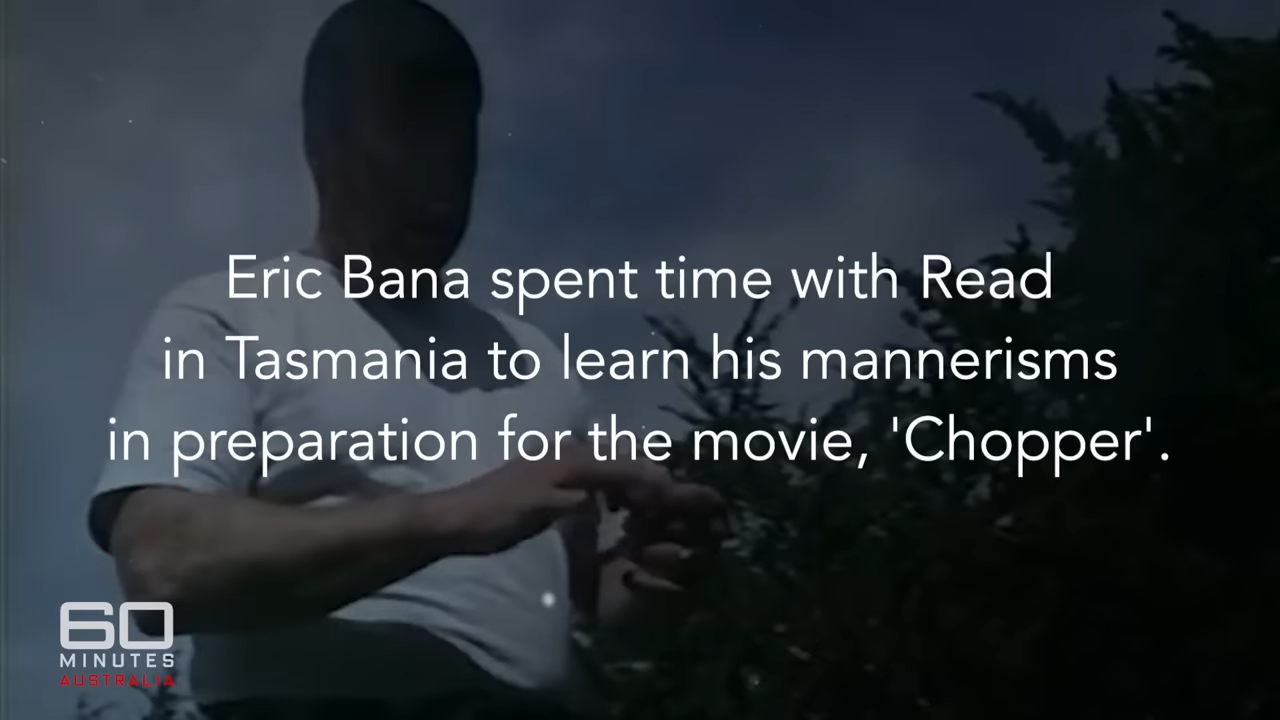 Eric Bana spent time with Read
in Tasmania to learn his mannerisms
in preparation for the movie, 'Chopper'.
60
MINUTES
AUSTRALIA